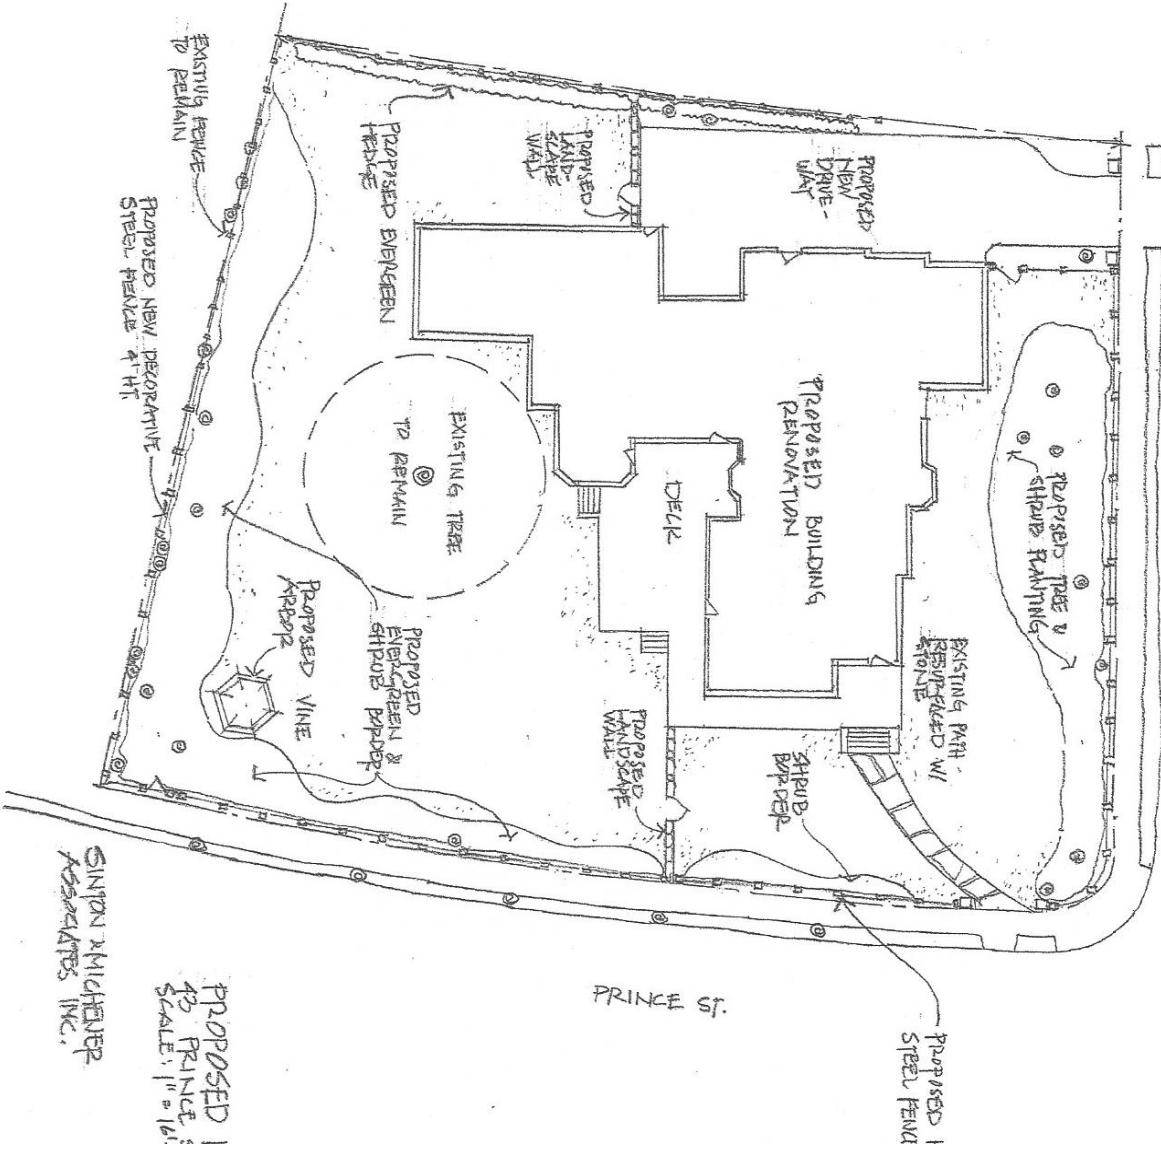 EXISTING FENCE
TO REMAIN
PROPOSED NEW DECORATIVE
STEEL FENCE 4' HT.
PROPOSED EVERGREEN
HEDGE
PROPOSED
LAND-
SCAPE
WALL
PROPOSED
NEW
DRIVE-
WAY
EXISTING TREE
TO REMAIN
DECK
PROPOSED BUILDING
RENOVATION
PROPOSED TREE &
SHRUB PLANTING
PROPOSED VINE
ARBOR
PROPOSED
EVERGREEN &
SHRUB BORDER
PROPOSED
LANDSCAPE
WALL
SHRUB
BORDER
EXISTING PATH
RESURFACED W/
STONE
PRINCE ST.
PROPOSED
STEEL FENCE
SINTON & MICHENER
ASSOCIATES INC.
PROPOSED
43 PRINCE
SCALE: 1" = 16'